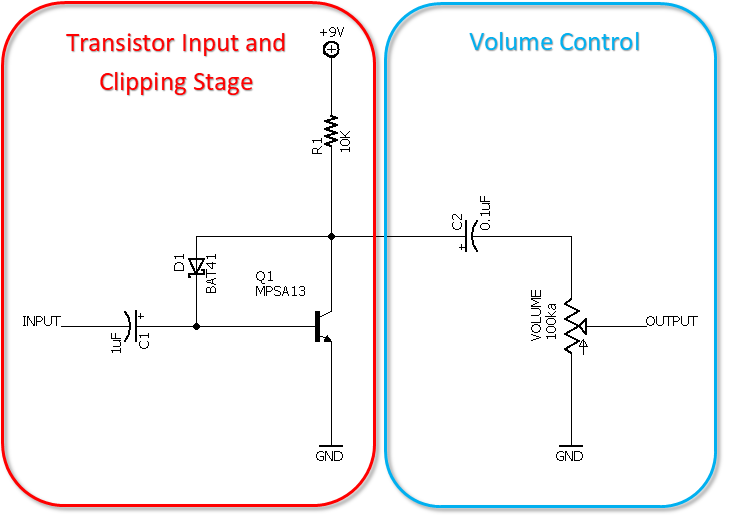 Transistor Input and
Clipping Stage
Volume Control
+9V
R1
10K
C2
0.1uF
+
D1
BAT41
Q1
MPSA13
INPUT
1uF
+
C1
VOLUME
100ka
OUTPUT
GND
GND